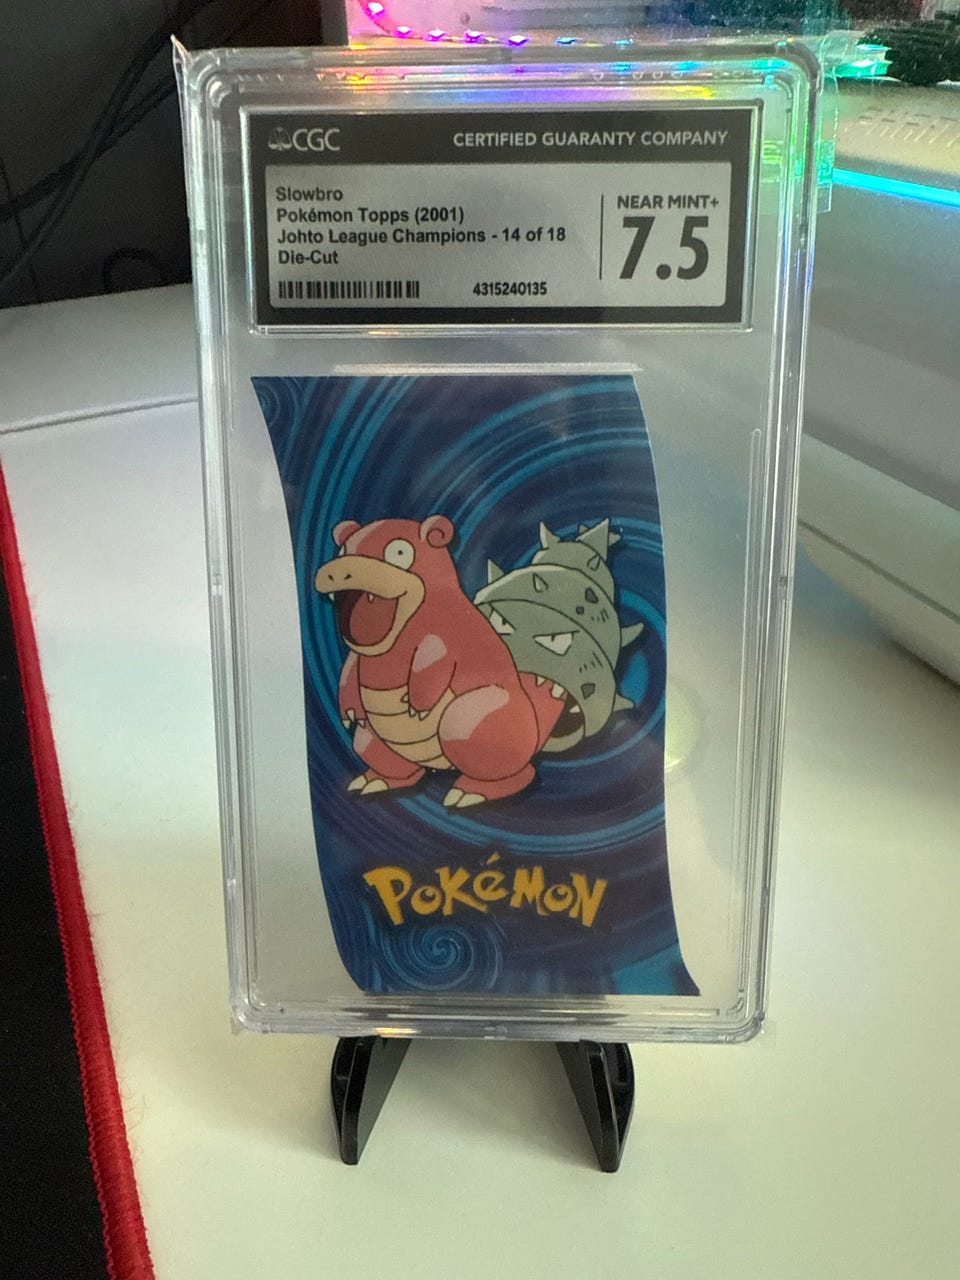 CGC
CERTIFIED GUARANTY COMPANY
Slowbro
Pokémon Topps (2001)
Johto League Champions - 14 of 18
Die-Cut
4315240135
NEAR MINT+
7.5
POKéMON